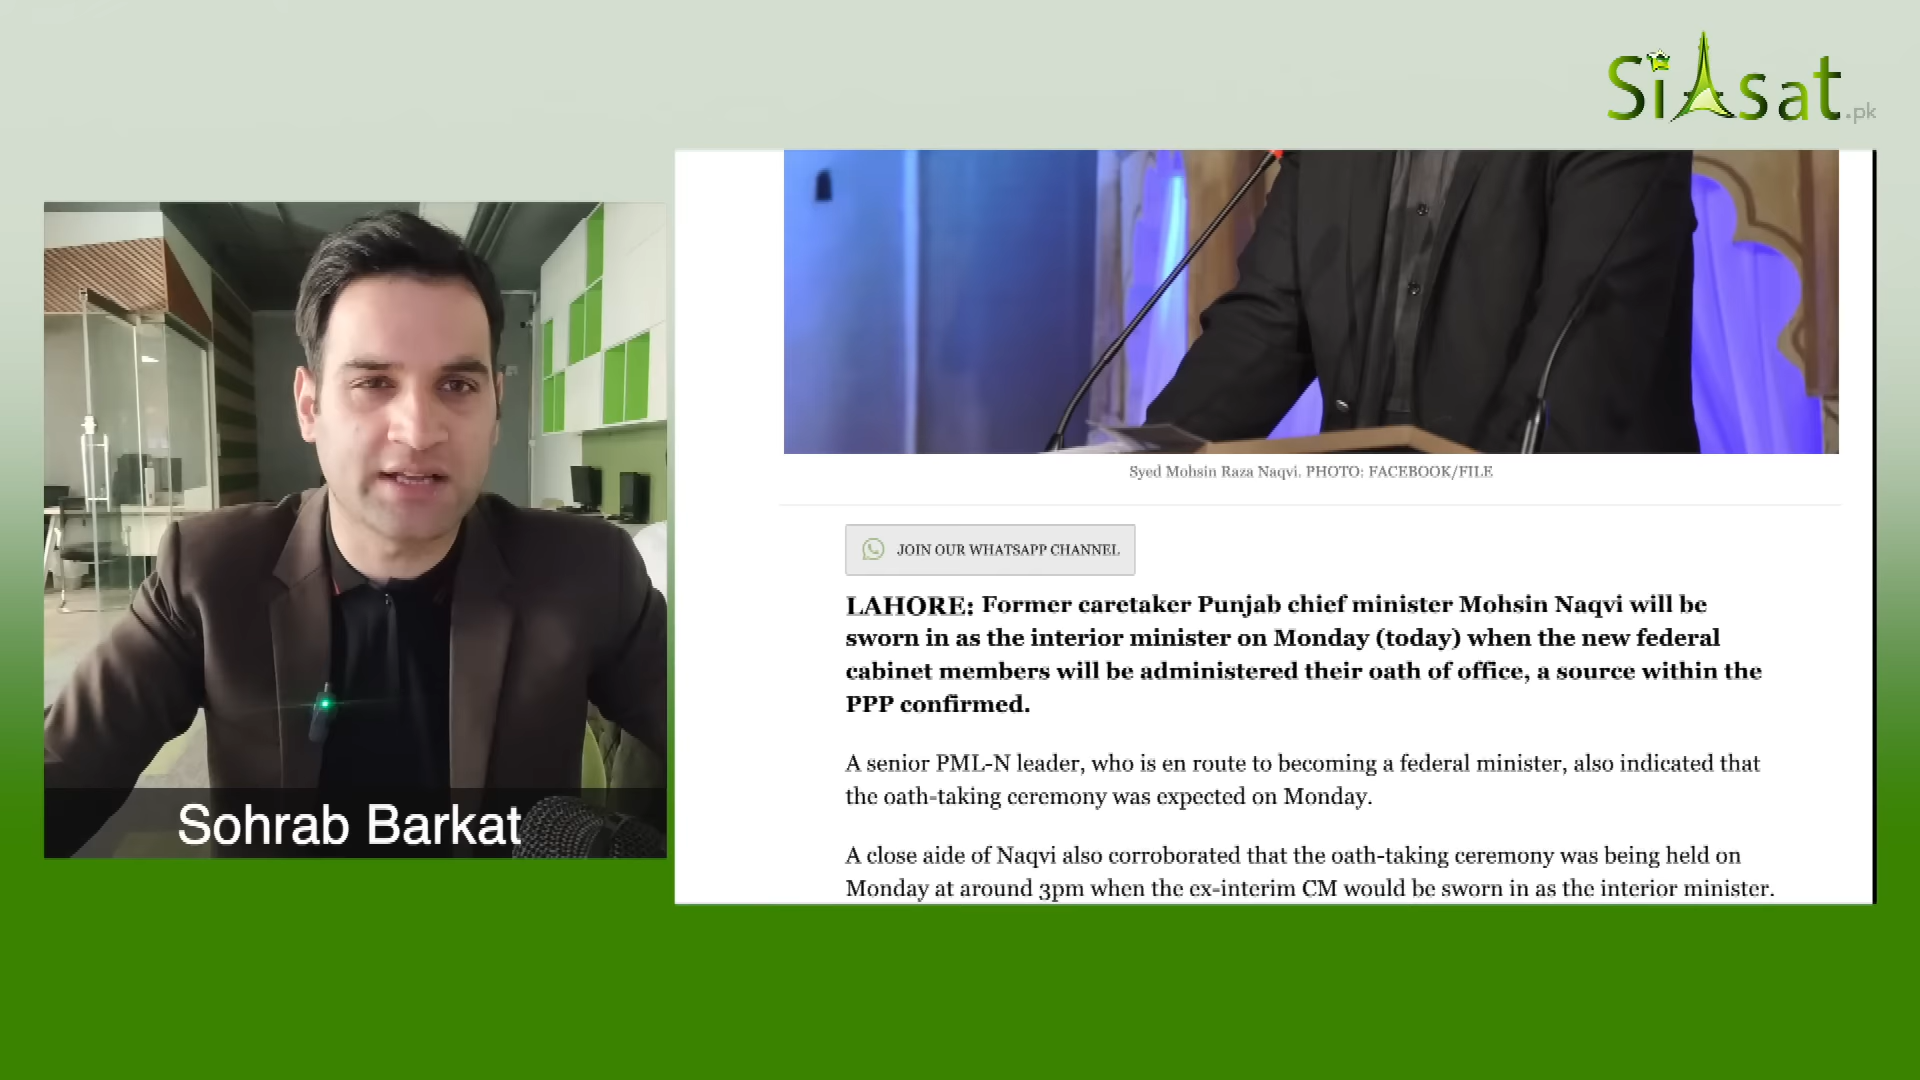 SiAsat.pk
Syed Mohsin Raza Naqvi. PHOTO: FACEBOOK/FILE
JOIN OUR WHATSAPP CHANNEL
LAHORE: Former caretaker Punjab chief minister Mohsin Naqvi will be
sworn in as the interior minister on Monday (today) when the new federal
cabinet members will be administered their oath of office, a source within the
PPP confirmed.
A senior PML-N leader, who is en route to becoming a federal minister, also indicated that
the oath-taking ceremony was expected on Monday.
A close aide of Naqvi also corroborated that the oath-taking ceremony was being held on
Monday at around 3pm when the ex-interim CM would be sworn in as the interior minister.
Sohrab Barkat